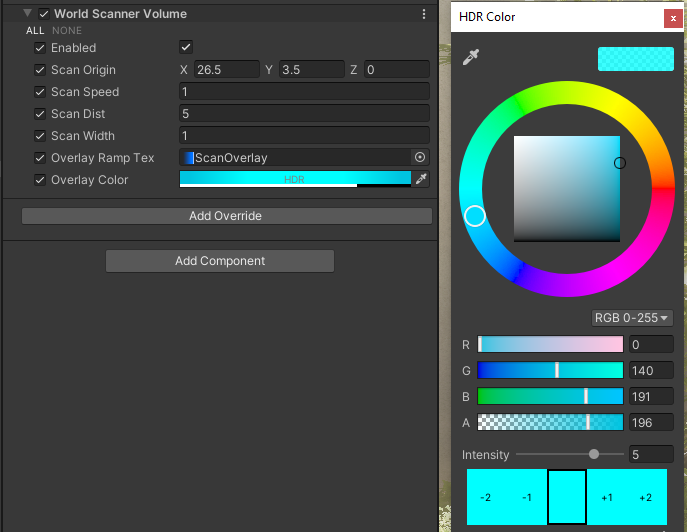 World Scanner Volume
ALL NONE
Enabled
Scan Origin X 26.5 Y 3.5 Z 0
Scan Speed 1
Scan Dist 5
Scan Width 1
Overlay Ramp Tex ScanOverlay
Overlay Color HDR
Add Override
Add Component
HDR Color x
RGB 0-255
R 0
G 140
B 191
A 196
Intensity 5
-2 -1 +1 +2